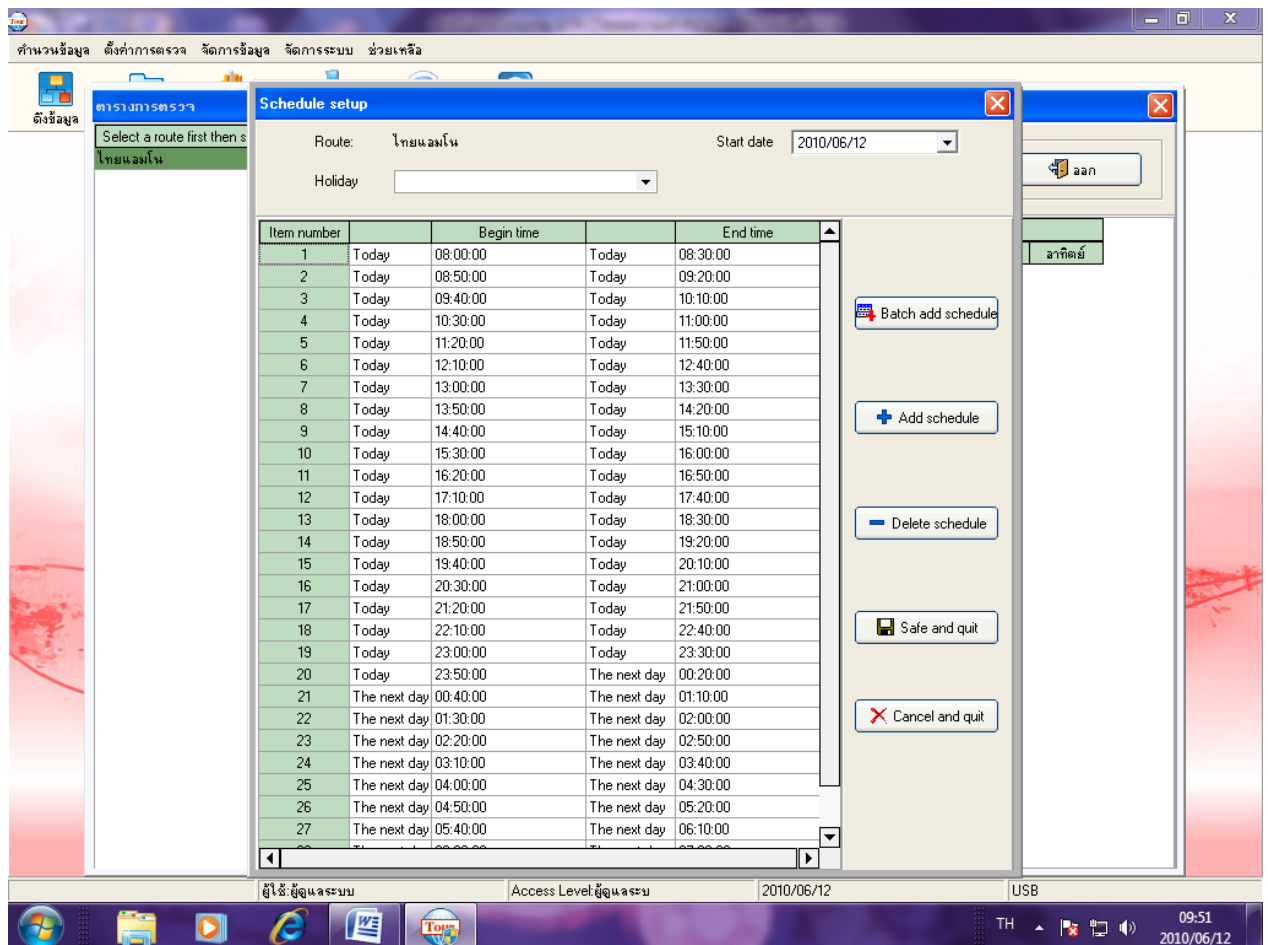 คำนวนข้อมูล ตั้งค่าการตรวจ จัดการข้อมูล จัดการระบบ ช่วยเหลือ
ดึงข้อมูล
ตารางการตรวจ
Select a route first then s
ไทยแลมโน
ออก
อาทิตย์
Schedule setup
Route: ไทยแลมโน Start date 2010/06/12
Holiday
Item number Begin time End time
1 Today 08:00:00 Today 08:30:00
2 Today 08:50:00 Today 09:20:00
3 Today 09:40:00 Today 10:10:00
4 Today 10:30:00 Today 11:00:00
5 Today 11:20:00 Today 11:50:00
6 Today 12:10:00 Today 12:40:00
7 Today 13:00:00 Today 13:30:00
8 Today 13:50:00 Today 14:20:00
9 Today 14:40:00 Today 15:10:00
10 Today 15:30:00 Today 16:00:00
11 Today 16:20:00 Today 16:50:00
12 Today 17:10:00 Today 17:40:00
13 Today 18:00:00 Today 18:30:00
14 Today 18:50:00 Today 19:20:00
15 Today 19:40:00 Today 20:10:00
16 Today 20:30:00 Today 21:00:00
17 Today 21:20:00 Today 21:50:00
18 Today 22:10:00 Today 22:40:00
19 Today 23:00:00 Today 23:30:00
20 Today 23:50:00 The next day 00:20:00
21 The next day 00:40:00 The next day 01:10:00
22 The next day 01:30:00 The next day 02:00:00
23 The next day 02:20:00 The next day 02:50:00
24 The next day 03:10:00 The next day 03:40:00
25 The next day 04:00:00 The next day 04:30:00
26 The next day 04:50:00 The next day 05:20:00
27 The next day 05:40:00 The next day 06:10:00
Batch add schedule
Add schedule
Delete schedule
Safe and quit
Cancel and quit
ผู้ใช้:ผู้ดูแลระบบ Access Level:ผู้ดูแลระบ 2010/06/12 USB
TH 09:51
2010/06/12